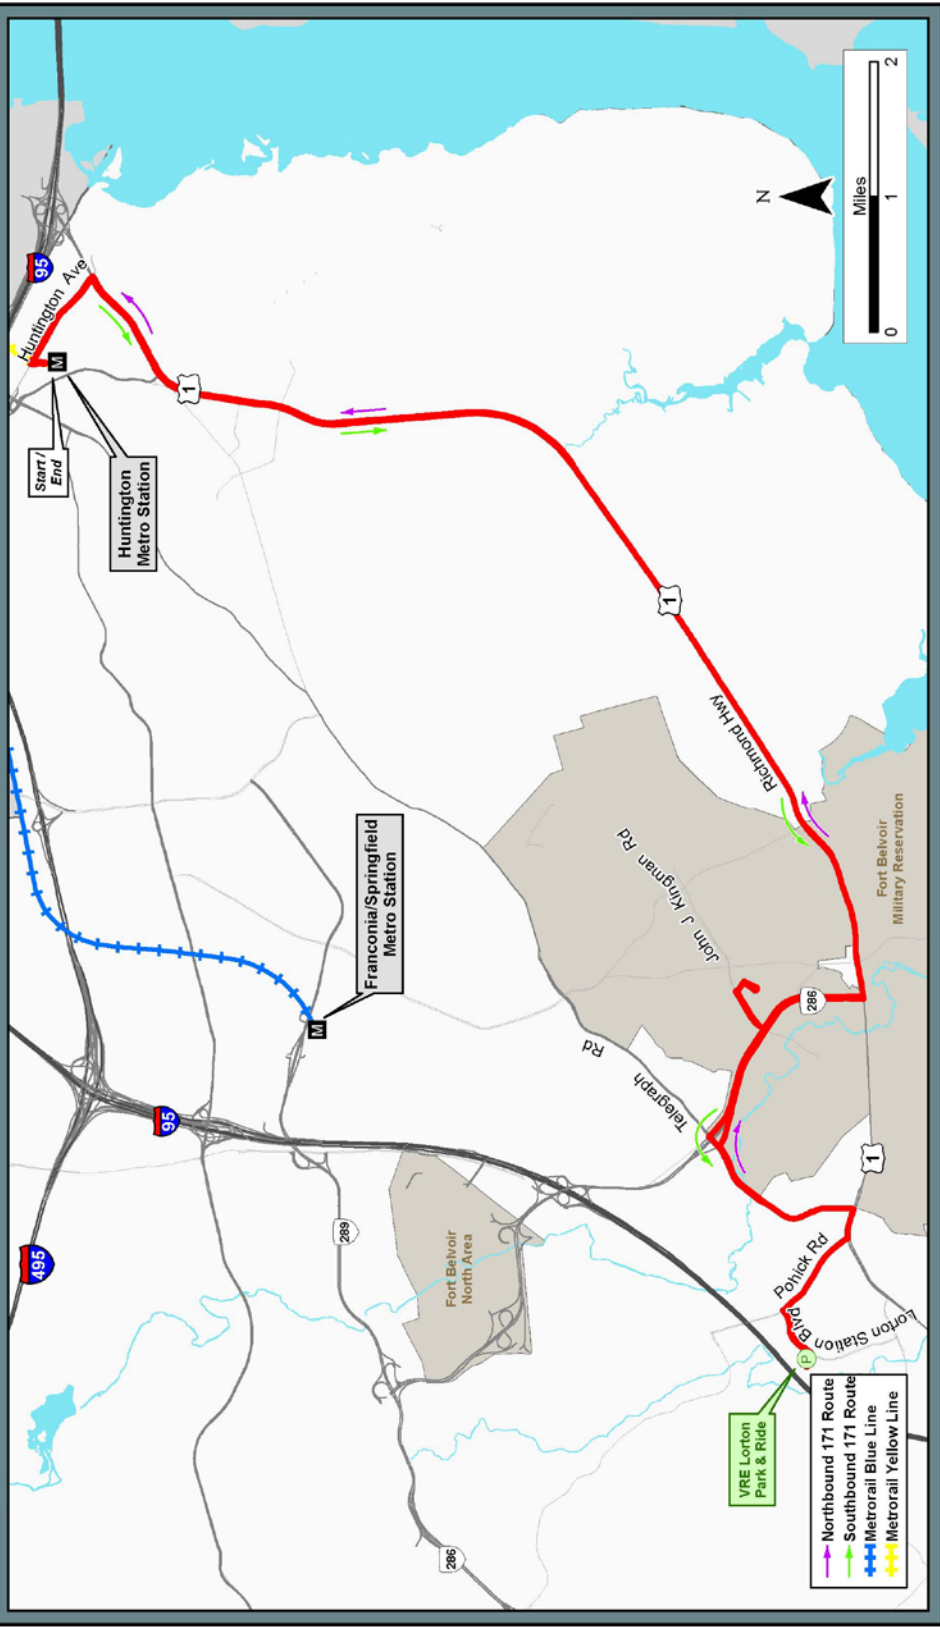 95
Huntington Ave
M
Start /
End
Huntington
Metro Station
1
N
Miles
0
1
2
1
Richmond Hwy
John J Kingman Rd
Fort Belvoir
Military Reservation
Franconia/Springfield
Metro Station
M
286
Telegraph
Rd
95
495
289
Fort Belvoir
North Area
1
Pohick Rd
Lorton Station Blvd
P
VRE Lorton
Park & Ride
286
Northbound 171 Route
Southbound 171 Route
Metrorail Blue Line
Metrorail Yellow Line